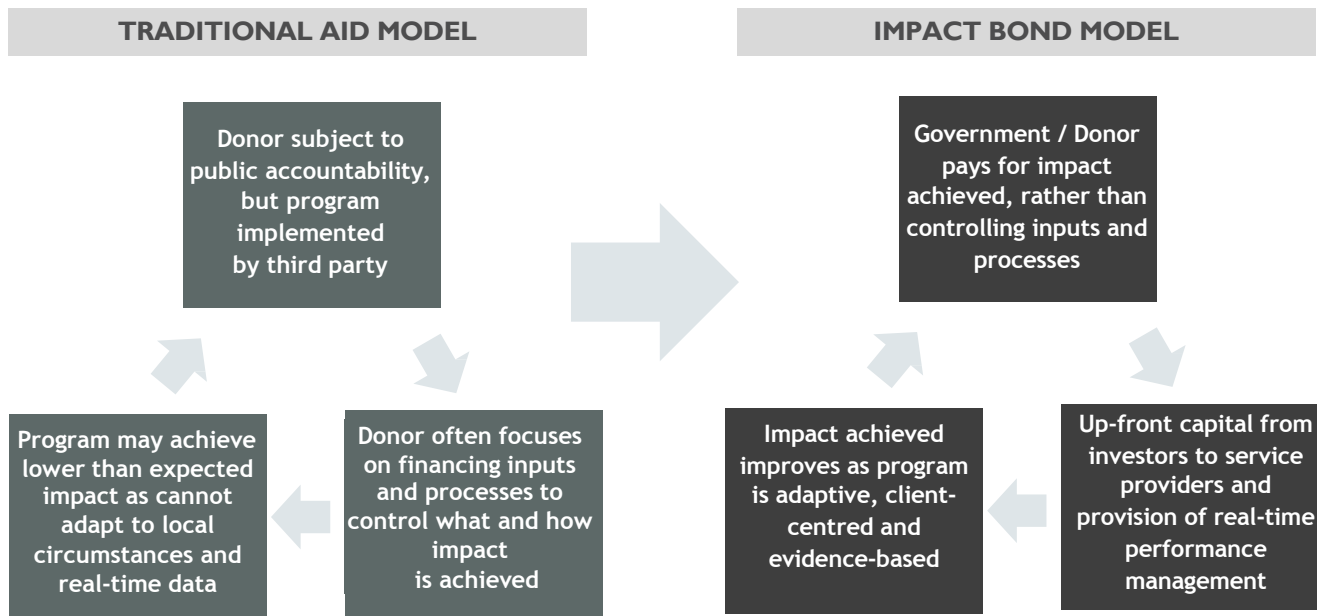 TRADITIONAL AID MODEL
Donor subject to
public accountability,
but program
implemented
by third party
Program may achieve
lower than expected
impact as cannot
adapt to local
circumstances and
real-time data
Donor often focuses
on financing inputs
and processes to
control what and how
impact
is achieved
IMPACT BOND MODEL
Government / Donor
pays for impact
achieved, rather than
controlling inputs and
processes
Impact achieved
improves as program
is adaptive, client-
centred and
evidence-based
Up-front capital from
investors to service
providers and
provision of real-time
performance
management